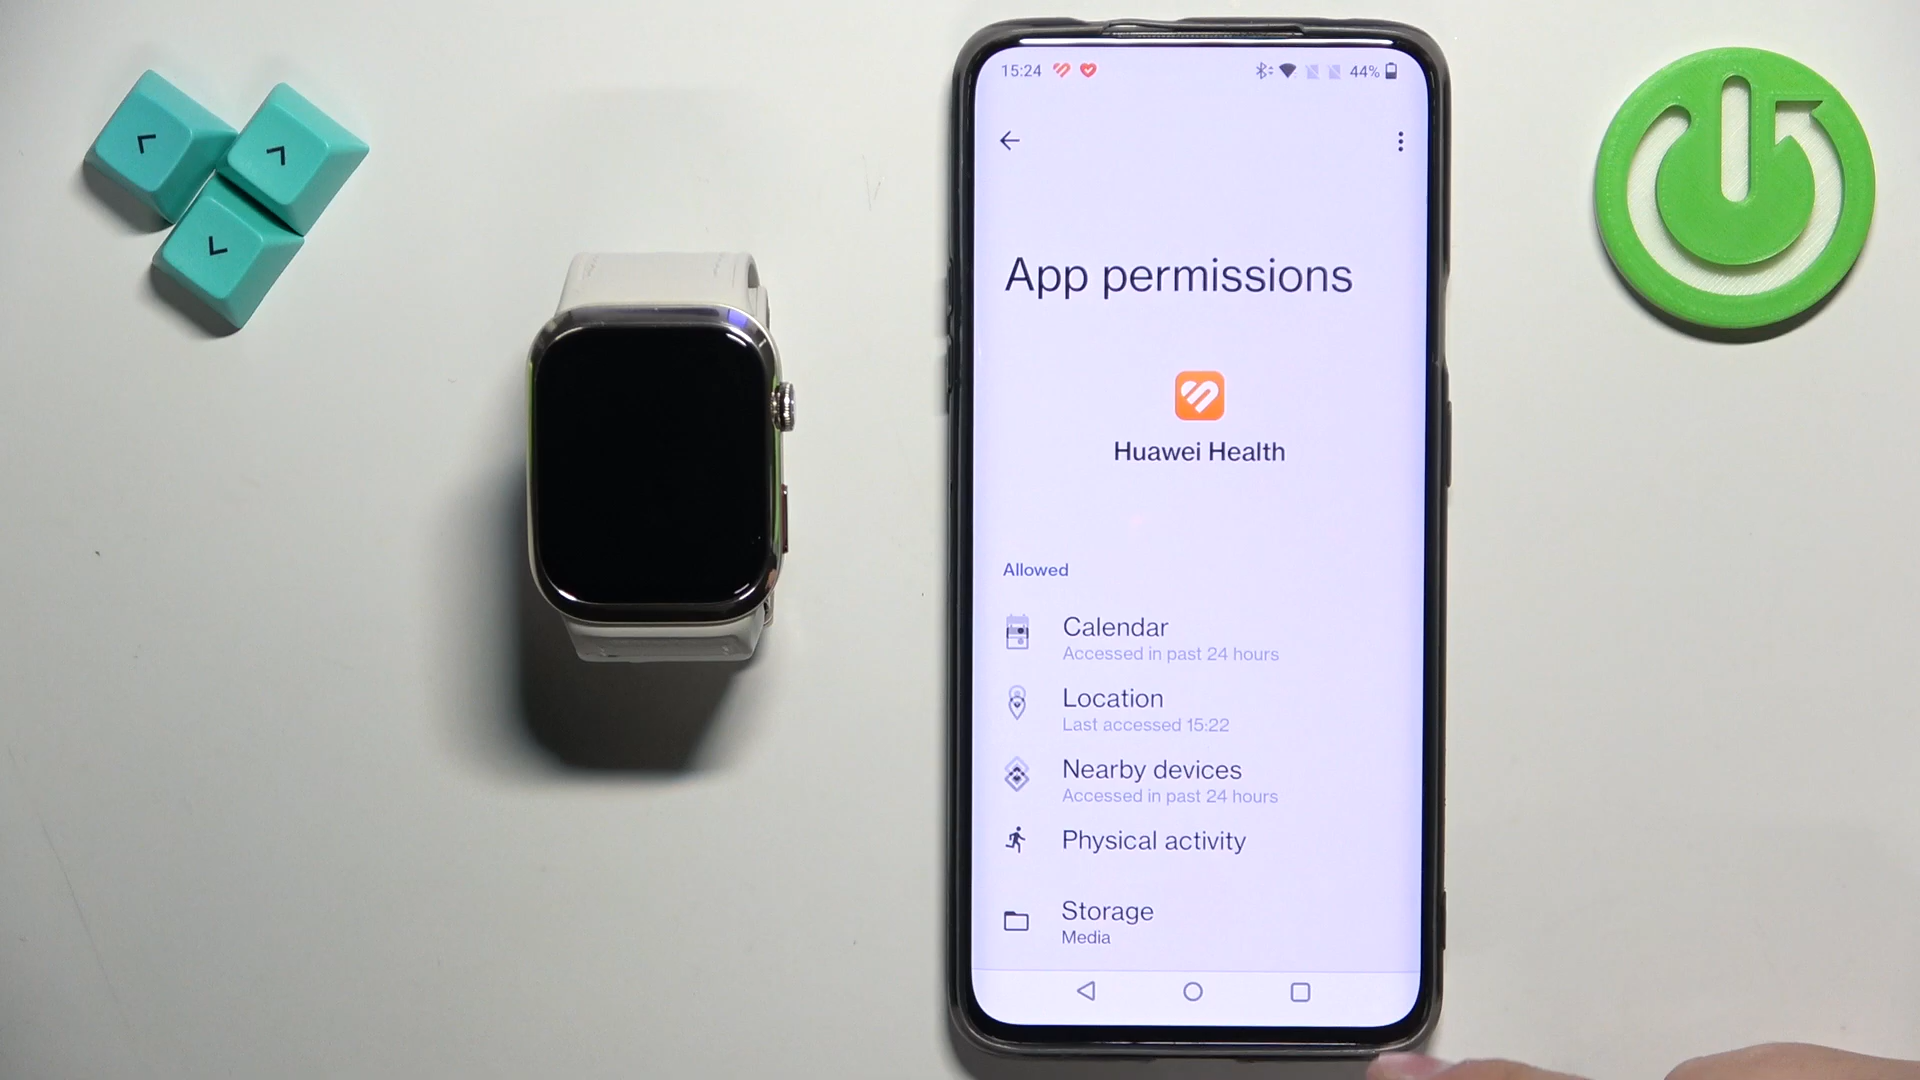 15:24
44%
App permissions
Huawei Health
Allowed
Calendar
Accessed in past 24 hours
Location
Last accessed 15:22
Nearby devices
Accessed in past 24 hours
Physical activity
Storage
Media